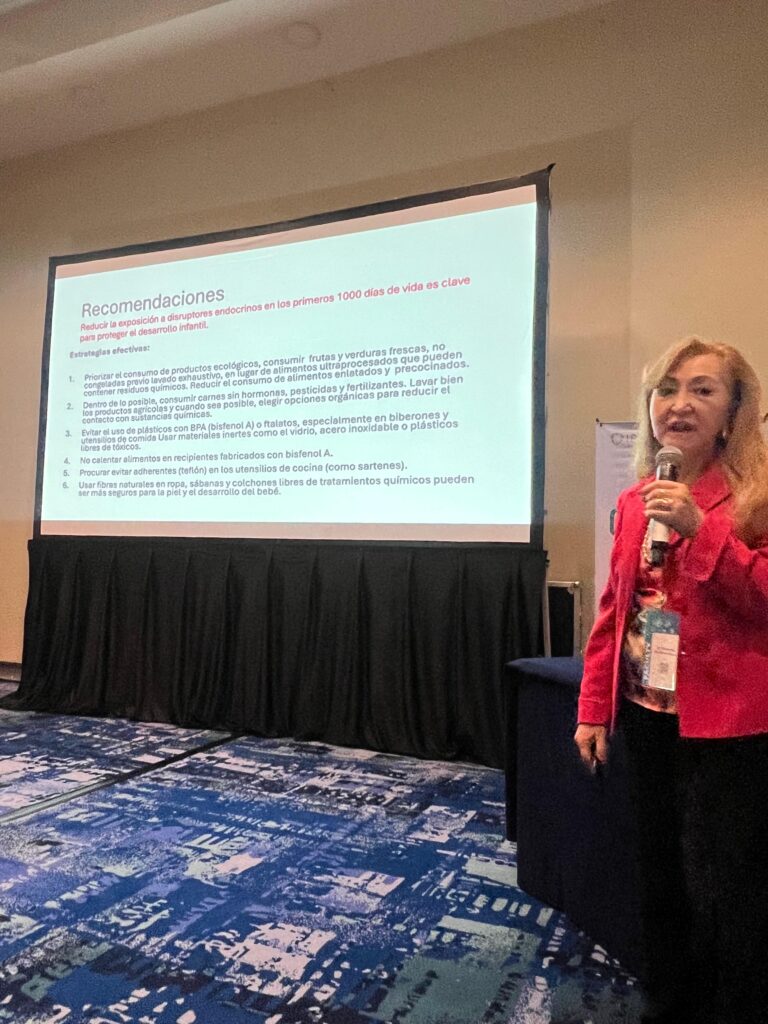 Recomendaciones
Reducir la exposición a disruptores endocrinos en los primeros 1000 días de vida es clave
para proteger el desarrollo infantil.
Estrategias efectivas:
1. Priorizar el consumo de productos ecológicos, consumir frutas y verduras frescas, no
congeladas previo lavado exhaustivo, en lugar de alimentos ultraprocesados que pueden
contener residuos químicos. Reducir el consumo de alimentos enlatados y precocinados.
2. Dentro de lo posible, consumir carnes sin hormonas, pesticidas y fertilizantes. Lavar bien
los productos agrícolas y cuando sea posible, elegir opciones orgánicas para reducir el
contacto con sustancias químicas.
3. Evitar el uso de plásticos con BPA (bisfenol A) o ftalatos, especialmente en biberones y
utensilios de comida Usar materiales inertes como el vidrio, acero inoxidable o plásticos
libres de tóxicos.
4. No calentar alimentos en recipientes fabricados con bisfenol A.
5. Procurar evitar adherentes (teflón) en los utensilios de cocina (como sartenes).
6. Usar fibras naturales en ropa, sábanas y colchones libres de tratamientos químicos pueden
ser más seguros para la piel y el desarrollo del bebé.